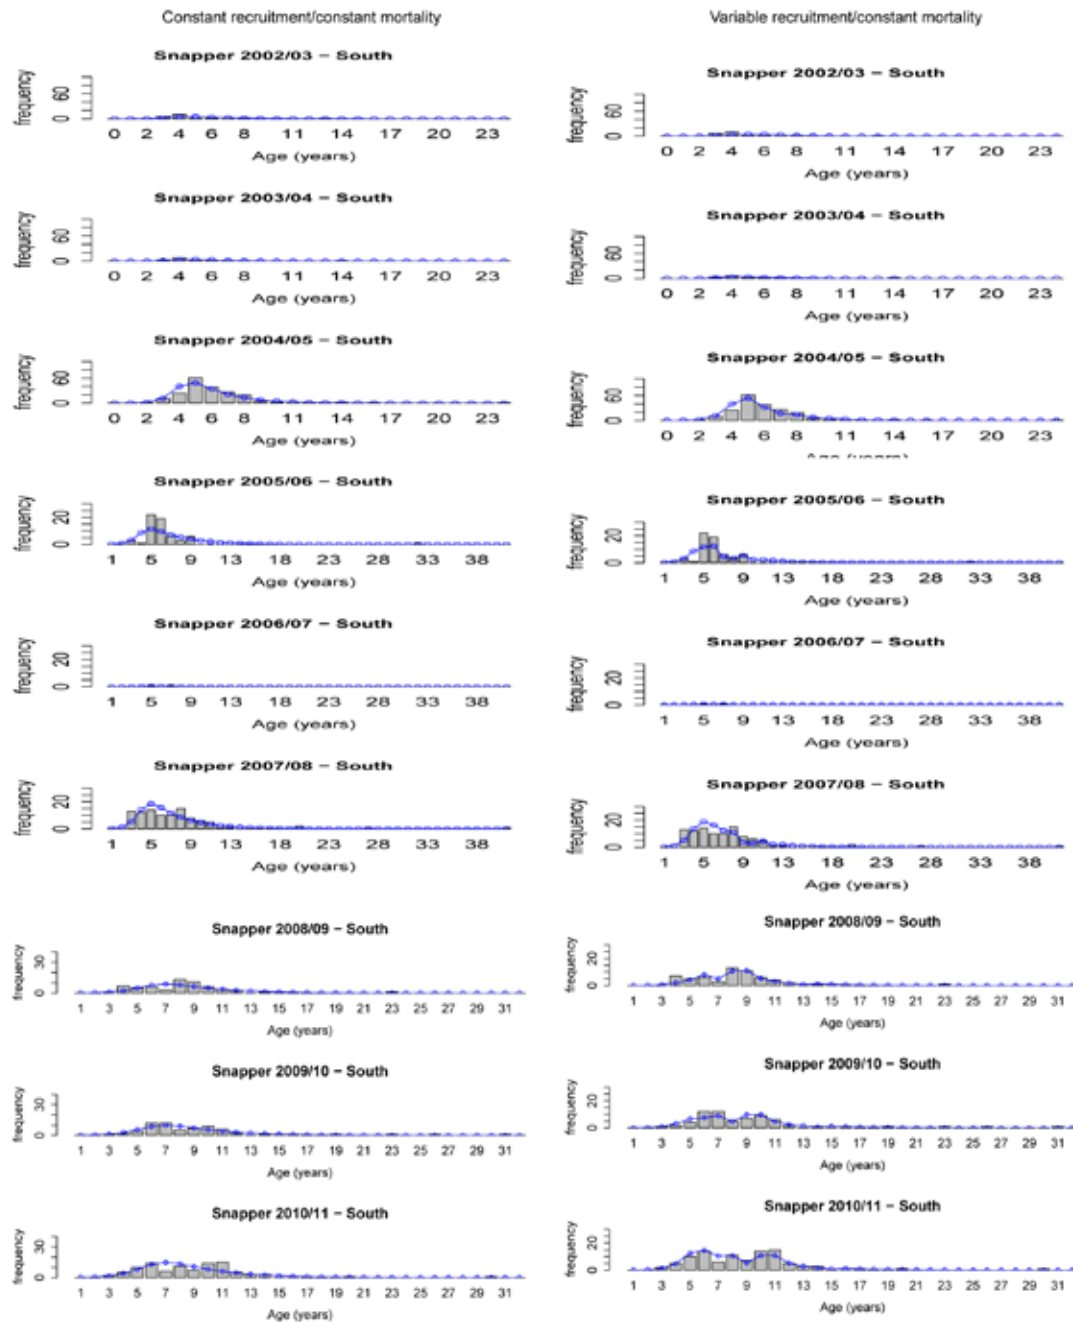 Constant recruitment/constant mortality
Variable recruitment/constant mortality
Snapper 2002/03 − South
frequency
0 60
0 2 4 6 8 11 14 17 20 23
Age (years)
Snapper 2003/04 − South
frequency
0 60
0 2 4 6 8 11 14 17 20 23
Age (years)
Snapper 2004/05 − South
frequency
0 60
0 2 4 6 8 11 14 17 20 23
Age (years)
Snapper 2005/06 − South
frequency
0 20
1 5 9 13 18 23 28 33 38
Age (years)
Snapper 2006/07 − South
frequency
0 20
1 5 9 13 18 23 28 33 38
Age (years)
Snapper 2007/08 − South
frequency
0 20
1 5 9 13 18 23 28 33 38
Age (years)
Snapper 2008/09 − South
frequency
0 30
1 3 5 7 9 11 13 15 17 19 21 23 25 27 29 31
Age (years)
Snapper 2009/10 − South
frequency
0 30
1 3 5 7 9 11 13 15 17 19 21 23 25 27 29 31
Age (years)
Snapper 2010/11 − South
frequency
0 30
1 3 5 7 9 11 13 15 17 19 21 23 25 27 29 31
Age (years)
Snapper 2002/03 − South
frequency
0 60
0 2 4 6 8 11 14 17 20 23
Age (years)
Snapper 2003/04 − South
frequency
0 60
0 2 4 6 8 11 14 17 20 23
Age (years)
Snapper 2004/05 − South
frequency
0 60
0 2 4 6 8 11 14 17 20 23
Snapper 2005/06 − South
frequency
0 20
1 5 9 13 18 23 28 33 38
Age (years)
Snapper 2006/07 − South
frequency
0 20
1 5 9 13 18 23 28 33 38
Age (years)
Snapper 2007/08 − South
frequency
0 20
1 5 9 13 18 23 28 33 38
Age (years)
Snapper 2008/09 − South
frequency
0 20
1 3 5 7 9 11 13 15 17 19 21 23 25 27 29 31
Age (years)
Snapper 2009/10 − South
frequency
0 20
1 3 5 7 9 11 13 15 17 19 21 23 25 27 29 31
Age (years)
Snapper 2010/11 − South
frequency
0 20
1 3 5 7 9 11 13 15 17 19 21 23 25 27 29 31
Age (years)